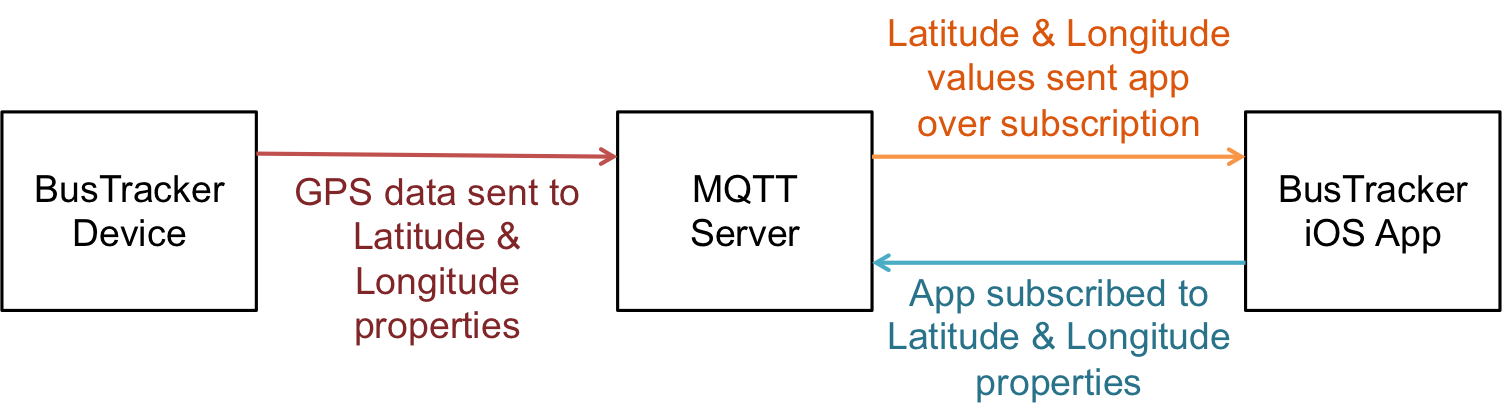 BusTracker
Device
GPS data sent to
Latitude &
Longitude
properties
MQTT
Server
Latitude & Longitude
values sent app
over subscription
App subscribed to
Latitude & Longitude
properties
BusTracker
iOS App